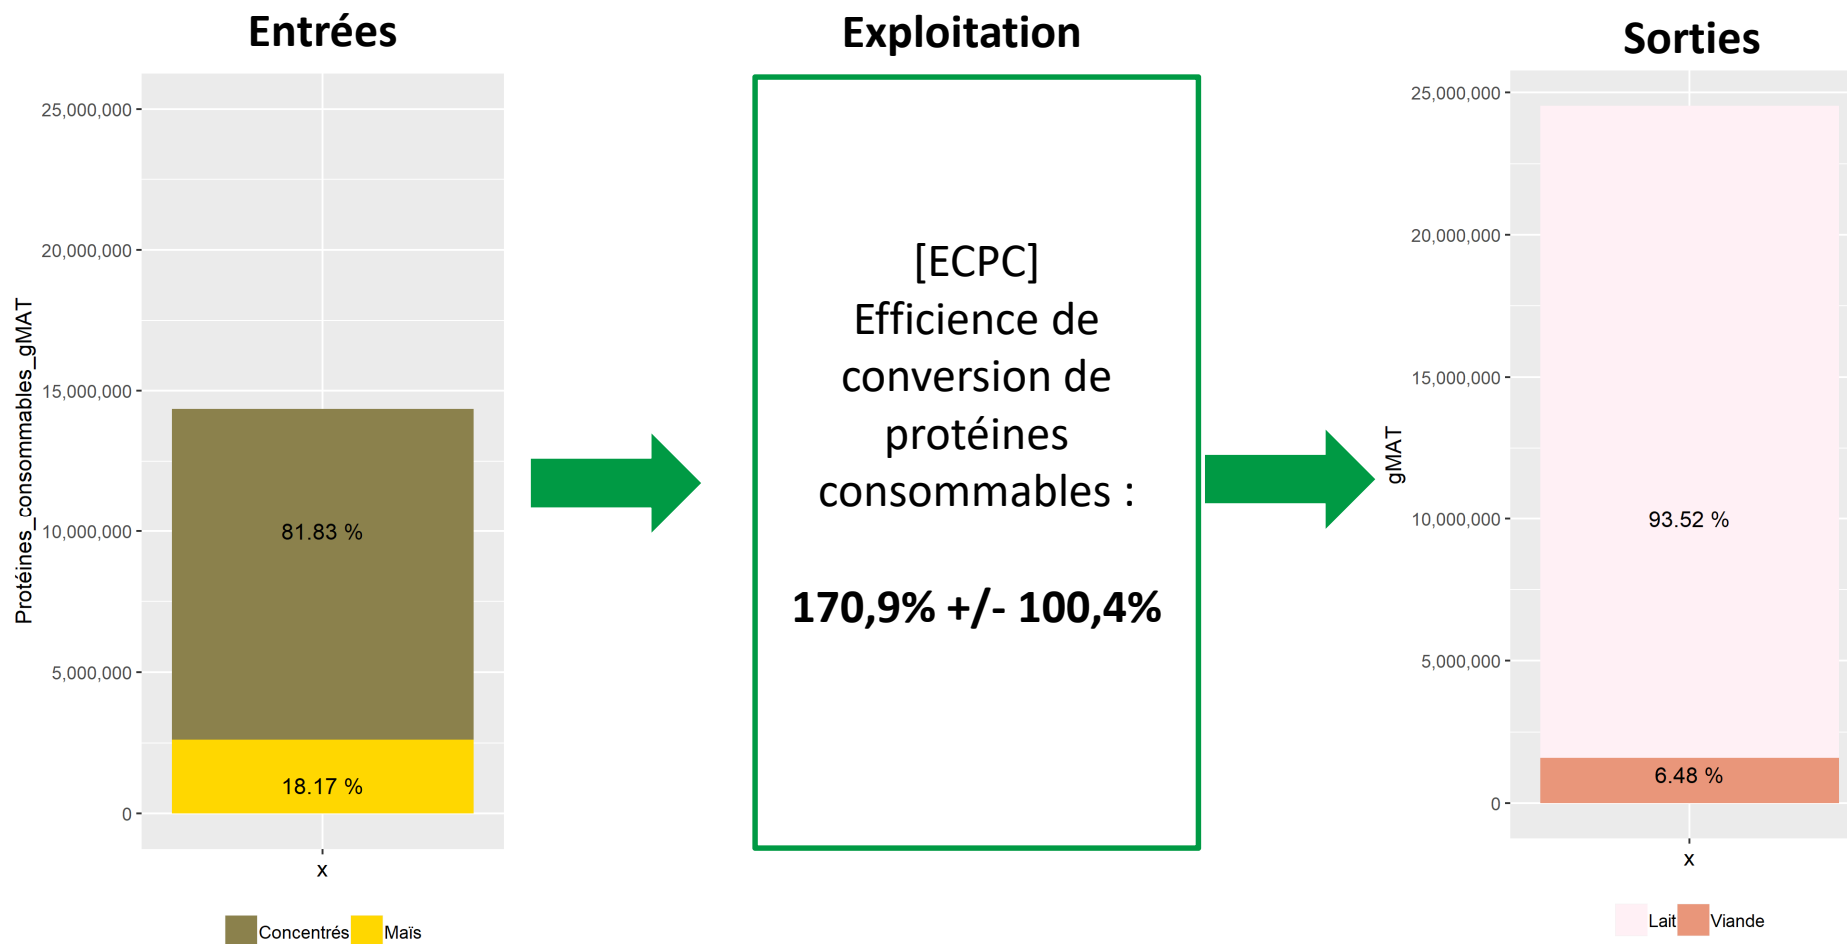 Entrées
Exploitation
Sorties
25,000,000
20,000,000
15,000,000
10,000,000
5,000,000
0
Protéines_consommables_gMAT
81.83 %
18.17 %
x
Concentrés
Maïs
[ECPC]
Efficience de
conversion de
protéines
consommables :
170,9% +/- 100,4%
25,000,000
20,000,000
15,000,000
10,000,000
5,000,000
0
gMAT
93.52 %
6.48 %
x
Lait
Viande